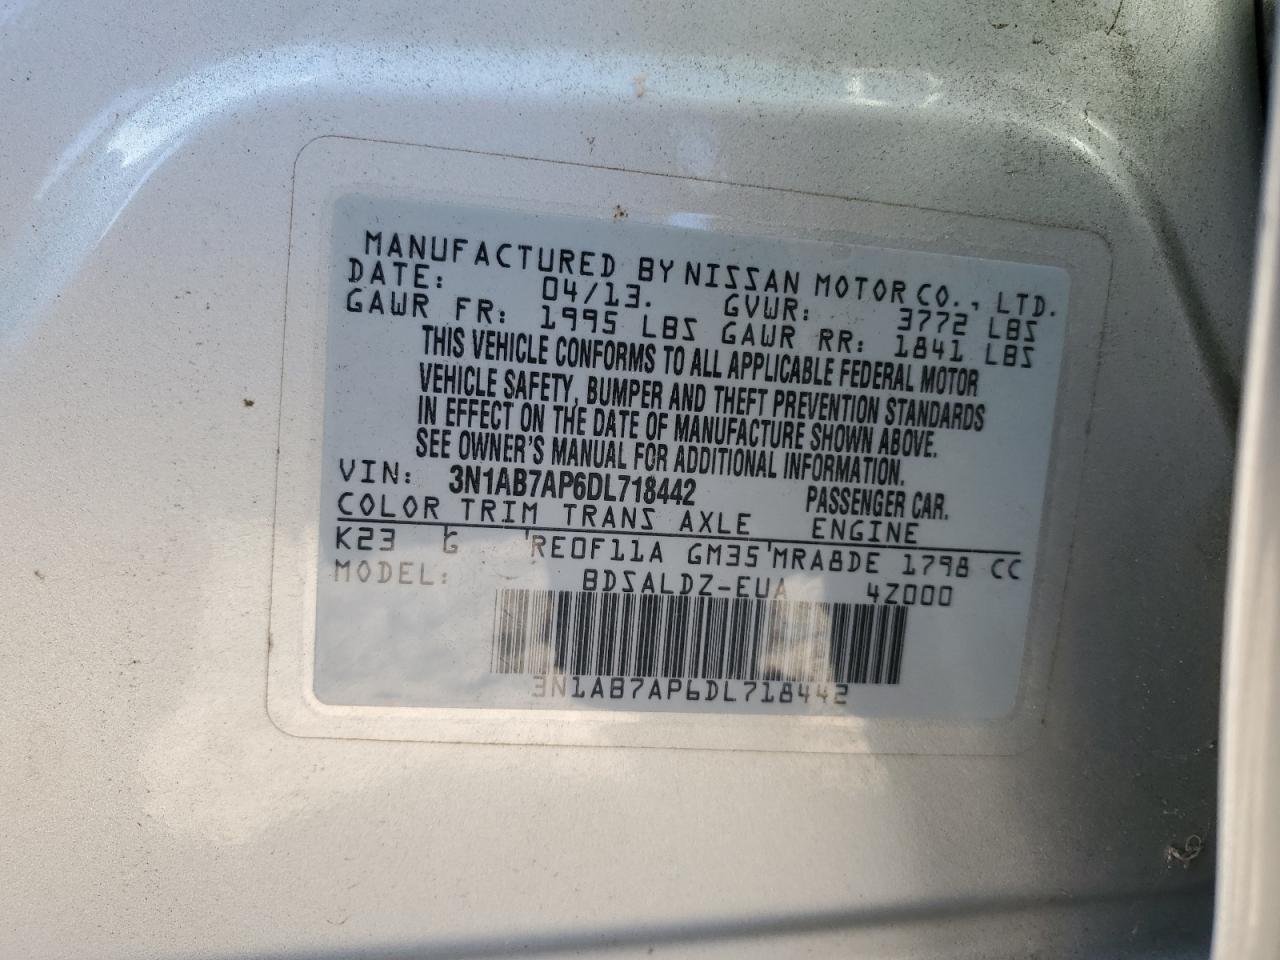 MANUFACTURED BY NISSAN MOTOR CO., LTD.
DATE: 04/13. GVWR: 3772 LBS
GAWR FR: 1995 LBS GAWR RR: 1841 LBS
THIS VEHICLE CONFORMS TO ALL APPLICABLE FEDERAL MOTOR
VEHICLE SAFETY, BUMPER AND THEFT PREVENTION STANDARDS
IN EFFECT ON THE DATE OF MANUFACTURE SHOWN ABOVE.
SEE OWNER'S MANUAL FOR ADDITIONAL INFORMATION.
VIN: 3N1AB7AP6DL718442 PASSENGER CAR.
COLOR TRIM TRANS AXLE ENGINE
K23 G RE0F11A GM35 MRA8DE 1798 CC
MODEL: BDSALDZ-EUA 4Z000
3N1AB7AP6DL718442